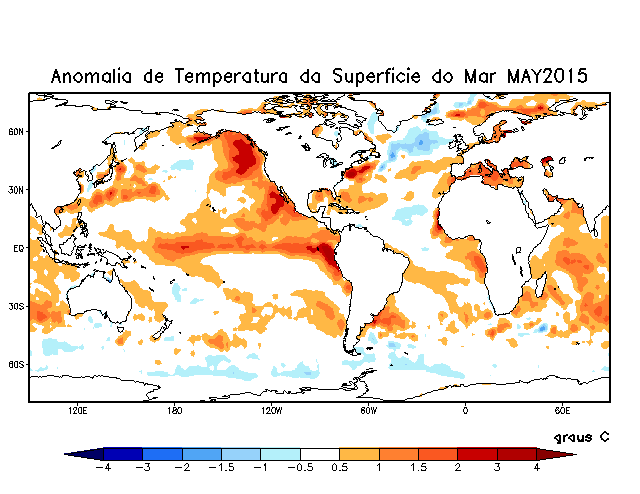 Anomalia de Temperatura da Superficie do Mar MAY2015
60N
30N
EQ
30S
60S
120E 180 120W 60W 0 60E
graus C
-4 -3 -2 -1.5 -1 -0.5 0.5 1 1.5 2 3 4